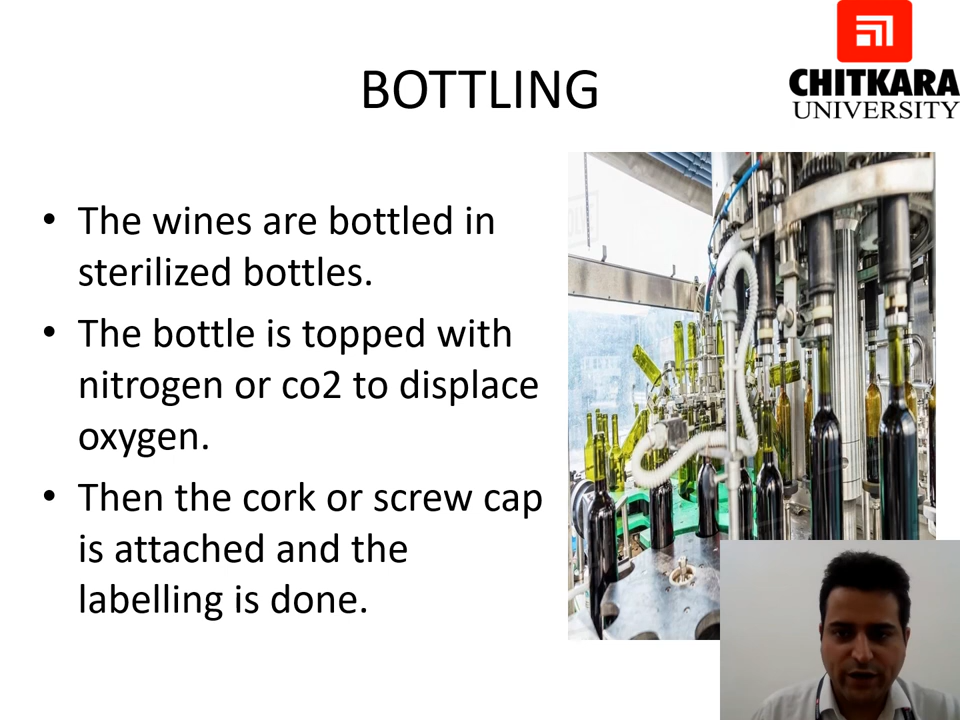 CHITKARA
UNIVERSITY
BOTTLING
• The wines are bottled in
sterilized bottles.
• The bottle is topped with
nitrogen or co2 to displace
oxygen.
• Then the cork or screw cap
is attached and the
labelling is done.